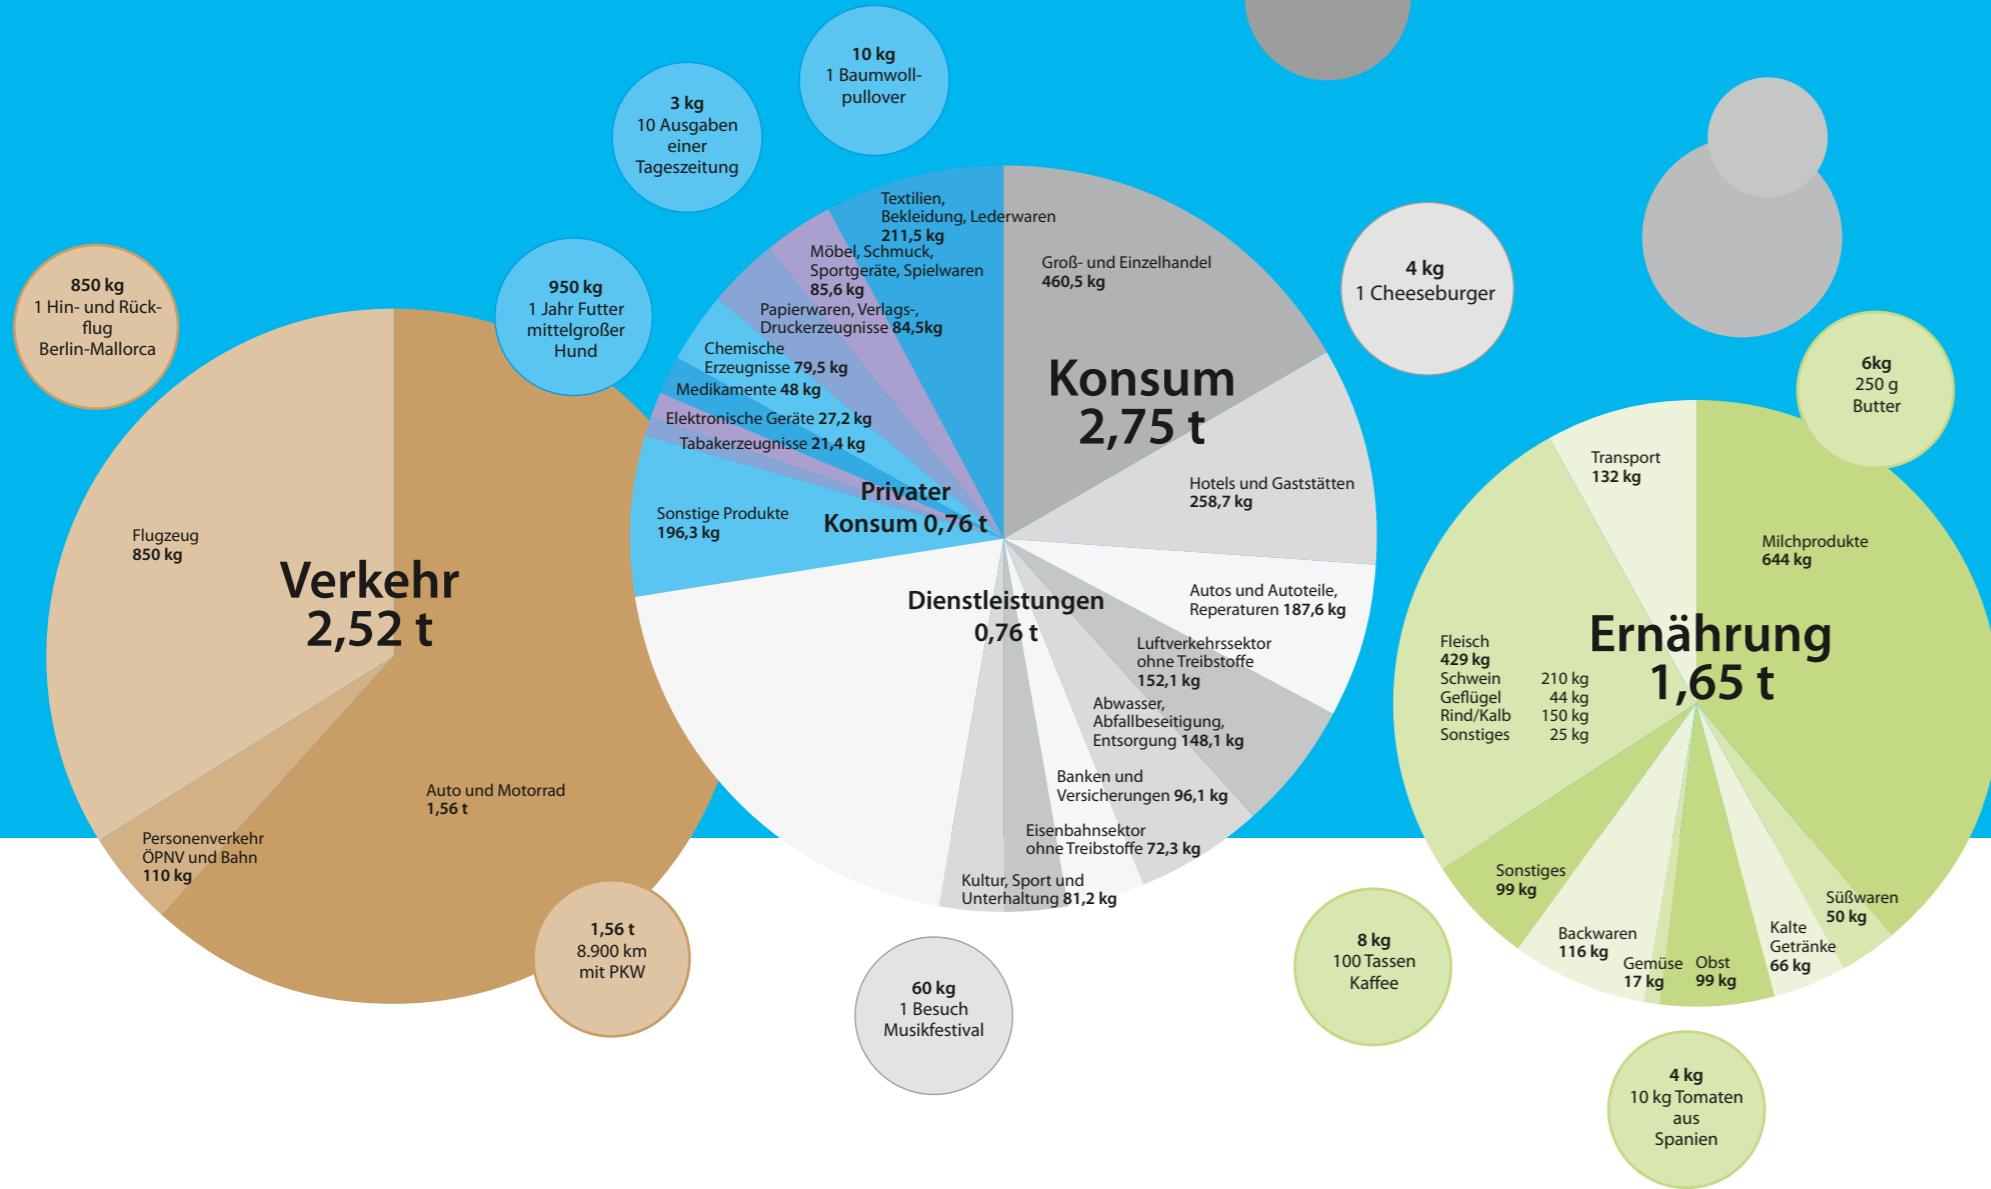 10 kg
1 Baumwoll-
pullover
3 kg
10 Ausgaben
einer
Tageszeitung
850 kg
1 Hin- und Rück-
flug
Berlin-Mallorca
950 kg
1 Jahr Futter
mittelgroßer
Hund
Flugzeug
850 kg
Verkehr
2,52 t
Auto und Motorrad
1,56 t
Personenverkehr
ÖPNV und Bahn
110 kg
1,56 t
8.900 km
mit PKW
Textilien,
Bekleidung, Lederwaren
211,5 kg
Möbel, Schmuck,
Sportgeräte, Spielwaren
85,6 kg
Papierwaren, Verlags-,
Druckerzeugnisse 84,5kg
Chemische
Erzeugnisse 79,5 kg
Medikamente 48 kg
Elektronische Geräte 27,2 kg
Tabakerzeugnisse 21,4 kg
Sonstige Produkte
196,3 kg
Privater
Konsum 0,76 t
Groß- und Einzelhandel
460,5 kg
Konsum
2,75 t
Hotels und Gaststätten
258,7 kg
Dienstleistungen
0,76 t
Autos und Autoteile,
Reperaturen 187,6 kg
Luftverkehrssektor
ohne Treibstoffe
152,1 kg
Abwasser,
Abfallbeseitigung,
Entsorgung 148,1 kg
Banken und
Versicherungen 96,1 kg
Eisenbahnsektor
ohne Treibstoffe 72,3 kg
Kultur, Sport und
Unterhaltung 81,2 kg
60 kg
1 Besuch
Musikfestival
4 kg
1 Cheeseburger
6kg
250 g
Butter
Transport
132 kg
Milchprodukte
644 kg
Ernährung
1,65 t
Fleisch
429 kg
Schwein 210 kg
Geflügel 44 kg
Rind/Kalb 150 kg
Sonstiges 25 kg
Sonstiges
99 kg
Backwaren
116 kg
Gemüse
17 kg
Obst
99 kg
Kalte
Getränke
66 kg
Süßwaren
50 kg
8 kg
100 Tassen
Kaffee
4 kg
10 kg Tomaten
aus
Spanien